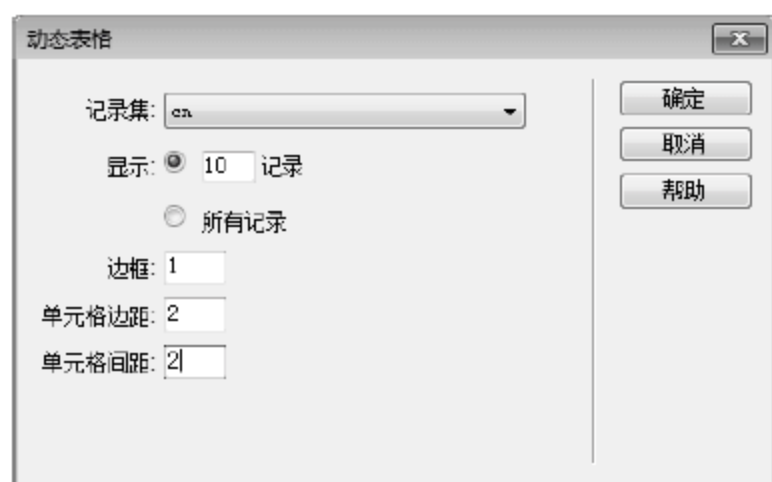 动态表格
记录集: cn
显示: 10 记录
所有记录
边框: 1
单元格边距: 2
单元格间距: 2
确定
取消
帮助